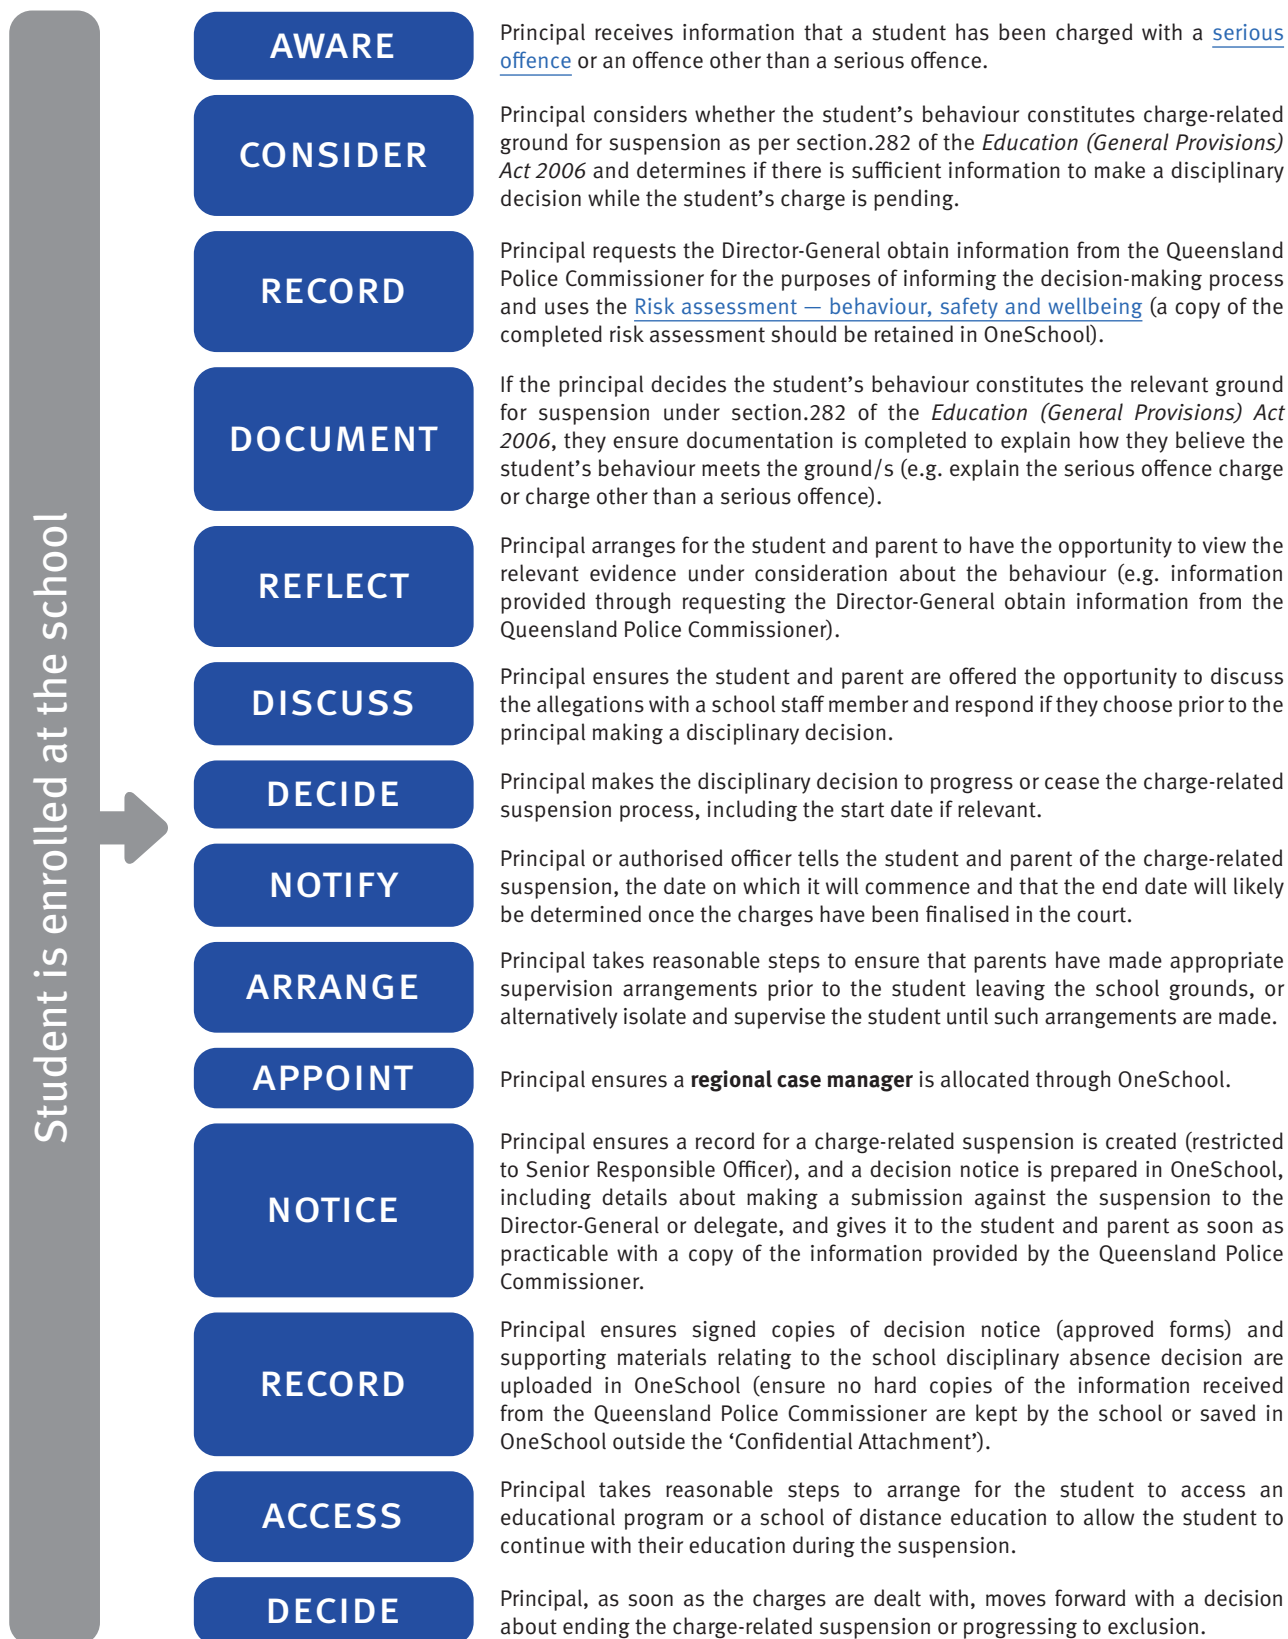 Student is enrolled at the school
AWARE
Principal receives information that a student has been charged with a serious
offence or an offence other than a serious offence.
CONSIDER
Principal considers whether the student’s behaviour constitutes charge-related
ground for suspension as per section.282 of the Education (General Provisions)
Act 2006 and determines if there is sufficient information to make a disciplinary
decision while the student’s charge is pending.
RECORD
Principal requests the Director-General obtain information from the Queensland
Police Commissioner for the purposes of informing the decision-making process
and uses the Risk assessment — behaviour, safety and wellbeing (a copy of the
completed risk assessment should be retained in OneSchool).
DOCUMENT
If the principal decides the student’s behaviour constitutes the relevant ground
for suspension under section.282 of the Education (General Provisions) Act
2006, they ensure documentation is completed to explain how they believe the
student’s behaviour meets the ground/s (e.g. explain the serious offence charge
or charge other than a serious offence).
REFLECT
Principal arranges for the student and parent to have the opportunity to view the
relevant evidence under consideration about the behaviour (e.g. information
provided through requesting the Director-General obtain information from the
Queensland Police Commissioner).
DISCUSS
Principal ensures the student and parent are offered the opportunity to discuss
the allegations with a school staff member and respond if they choose prior to the
principal making a disciplinary decision.
DECIDE
Principal makes the disciplinary decision to progress or cease the charge-related
suspension process, including the start date if relevant.
NOTIFY
Principal or authorised officer tells the student and parent of the charge-related
suspension, the date on which it will commence and that the end date will likely
be determined once the charges have been finalised in the court.
ARRANGE
Principal takes reasonable steps to ensure that parents have made appropriate
supervision arrangements prior to the student leaving the school grounds, or
alternatively isolate and supervise the student until such arrangements are made.
APPOINT
Principal ensures a regional case manager is allocated through OneSchool.
NOTICE
Principal ensures a record for a charge-related suspension is created (restricted
to Senior Responsible Officer), and a decision notice is prepared in OneSchool,
including details about making a submission against the suspension to the
Director-General or delegate, and gives it to the student and parent as soon as
practicable with a copy of the information provided by the Queensland Police
Commissioner.
RECORD
Principal ensures signed copies of decision notice (approved forms) and
supporting materials relating to the school disciplinary absence decision are
uploaded in OneSchool (ensure no hard copies of the information received
from the Queensland Police Commissioner are kept by the school or saved in
OneSchool outside the ‘Confidential Attachment’).
ACCESS
Principal takes reasonable steps to arrange for the student to access an
educational program or a school of distance education to allow the student to
continue with their education during the suspension.
DECIDE
Principal, as soon as the charges are dealt with, moves forward with a decision
about ending the charge-related suspension or progressing to exclusion.